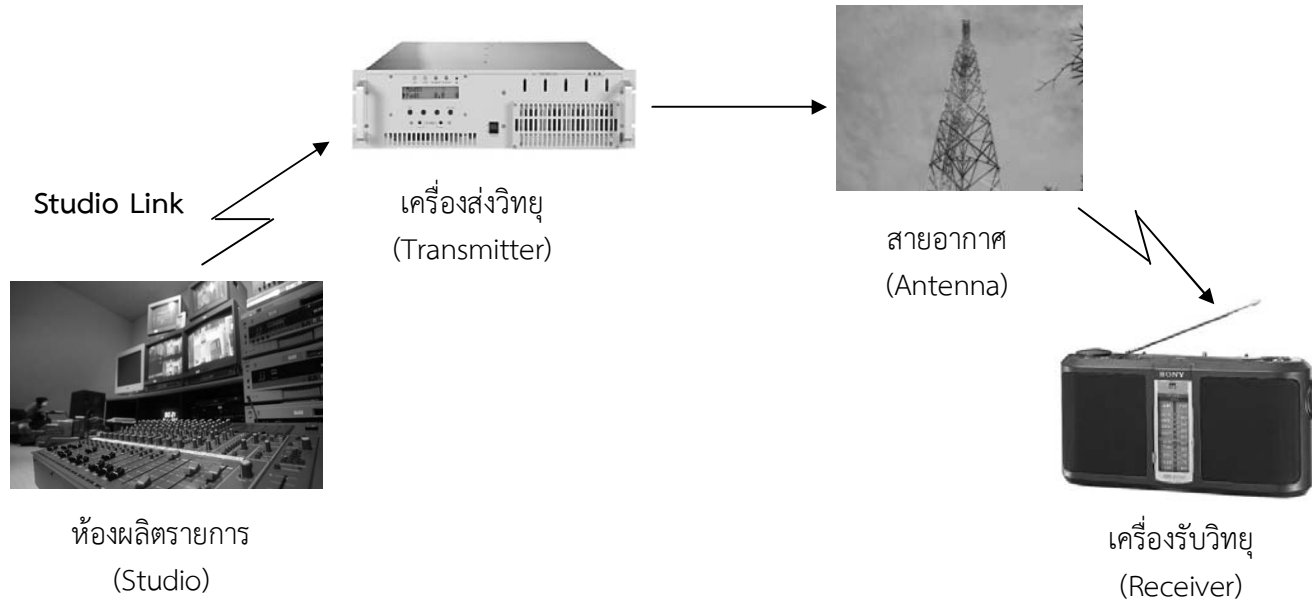 Studio Link
เครื่องส่งวิทยุ
(Transmitter)
สายอากาศ
(Antenna)
SONY
ห้องผลิตรายการ
(Studio)
เครื่องรับวิทยุ
(Receiver)